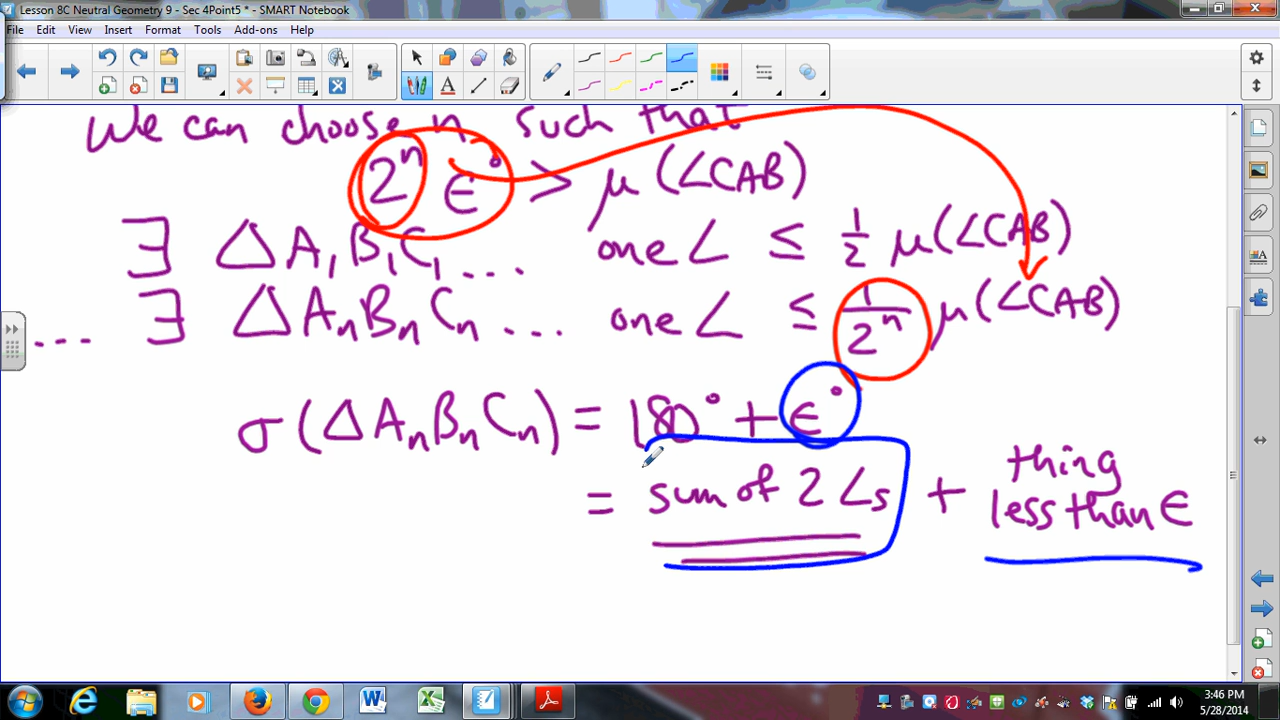 Lesson 8C Neutral Geometry 9 - Sec 4Point5 * - SMART Notebook
File Edit View Insert Format Tools Add-ons Help
We can choose n such that
2ⁿ ϵ° > μ (∠CAB)
∃ △A₁B₁C₁... one ∠ ≤ ½ μ(∠CAB)
... ∃ △AₙBₙCₙ ... one ∠ ≤ 1/2ⁿ μ(∠CAB)
σ(△AₙBₙCₙ) = 180° + ϵ°
= sum of 2 ∠s + thing less than ϵ
3:46 PM
5/28/2014